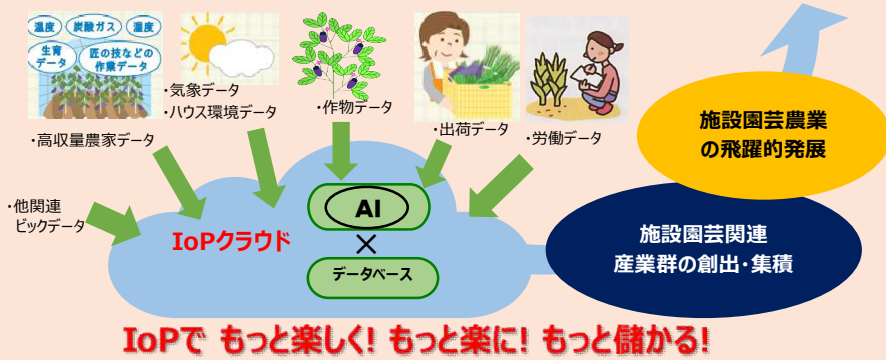 温度
炭酸ガス
湿度
生育
データ
匠の技などの
作業データ
・気象データ
・ハウス環境データ
・作物データ
・出荷データ
・労働データ
・高収量農家データ
・他関連
ビックデータ
IoPクラウド
AI
×
データベース
施設園芸農業
の飛躍的発展
施設園芸関連
産業群の創出・集積
IoPで もっと楽しく! もっと楽に! もっと儲かる!